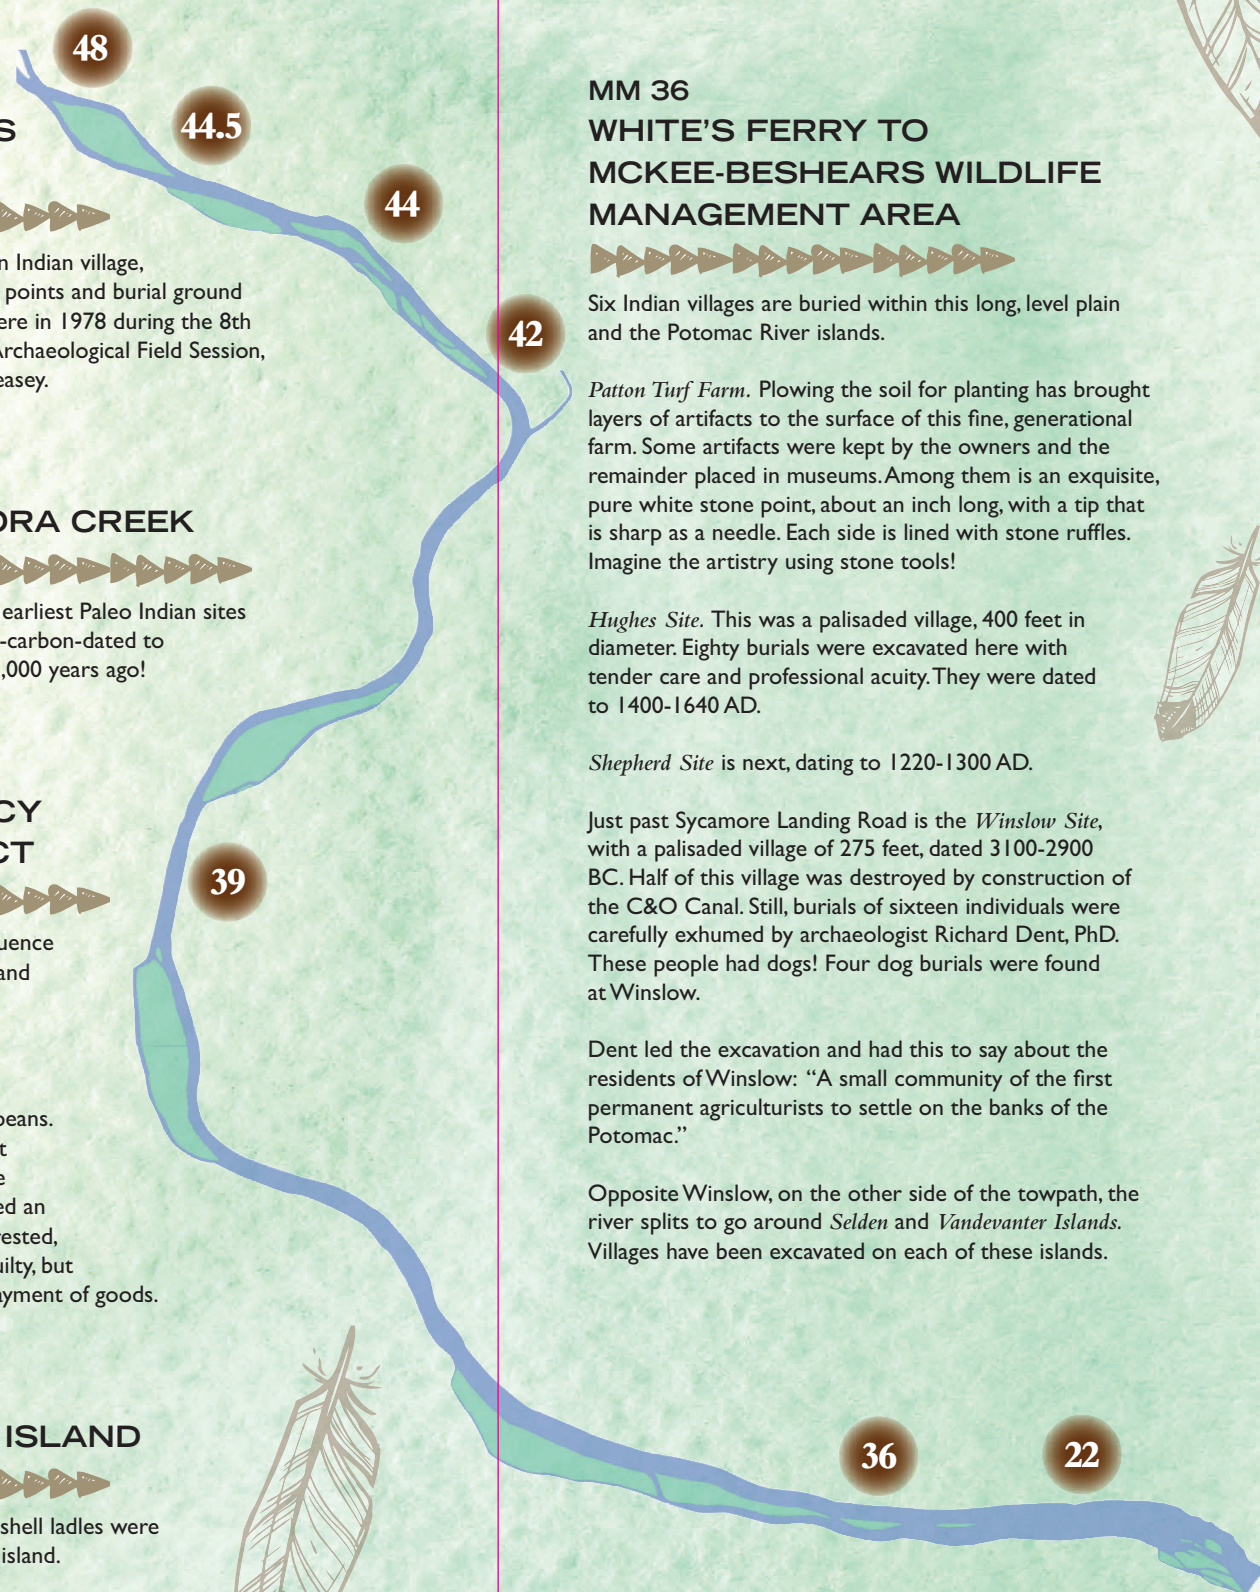 48
44.5
44
42
S
n Indian village,
points and burial ground
ere in 1978 during the 8th
Archaeological Field Session,
easey.
ORA CREEK
earliest Paleo Indian sites
-carbon-dated to
,000 years ago!
CY
CT
39
uence
and
beans.
t
e
ed an
rested,
uilty, but
ayment of goods.
ISLAND
shell ladles were
island.
MM 36
WHITE'S FERRY TO
MCKEE-BESHEARS WILDLIFE
MANAGEMENT AREA
Six Indian villages are buried within this long, level plain
and the Potomac River islands.
Patton Turf Farm. Plowing the soil for planting has brought
layers of artifacts to the surface of this fine, generational
farm. Some artifacts were kept by the owners and the
remainder placed in museums. Among them is an exquisite,
pure white stone point, about an inch long, with a tip that
is sharp as a needle. Each side is lined with stone ruffles.
Imagine the artistry using stone tools!
Hughes Site. This was a palisaded village, 400 feet in
diameter. Eighty burials were excavated here with
tender care and professional acuity. They were dated
to 1400-1640 AD.
Shepherd Site is next, dating to 1220-1300 AD.
Just past Sycamore Landing Road is the Winslow Site,
with a palisaded village of 275 feet, dated 3100-2900
BC. Half of this village was destroyed by construction of
the C&O Canal. Still, burials of sixteen individuals were
carefully exhumed by archaeologist Richard Dent, PhD.
These people had dogs! Four dog burials were found
at Winslow.
Dent led the excavation and had this to say about the
residents of Winslow: “A small community of the first
permanent agriculturists to settle on the banks of the
Potomac.”
Opposite Winslow, on the other side of the towpath, the
river splits to go around Selden and Vandevanter Islands.
Villages have been excavated on each of these islands.
36
22